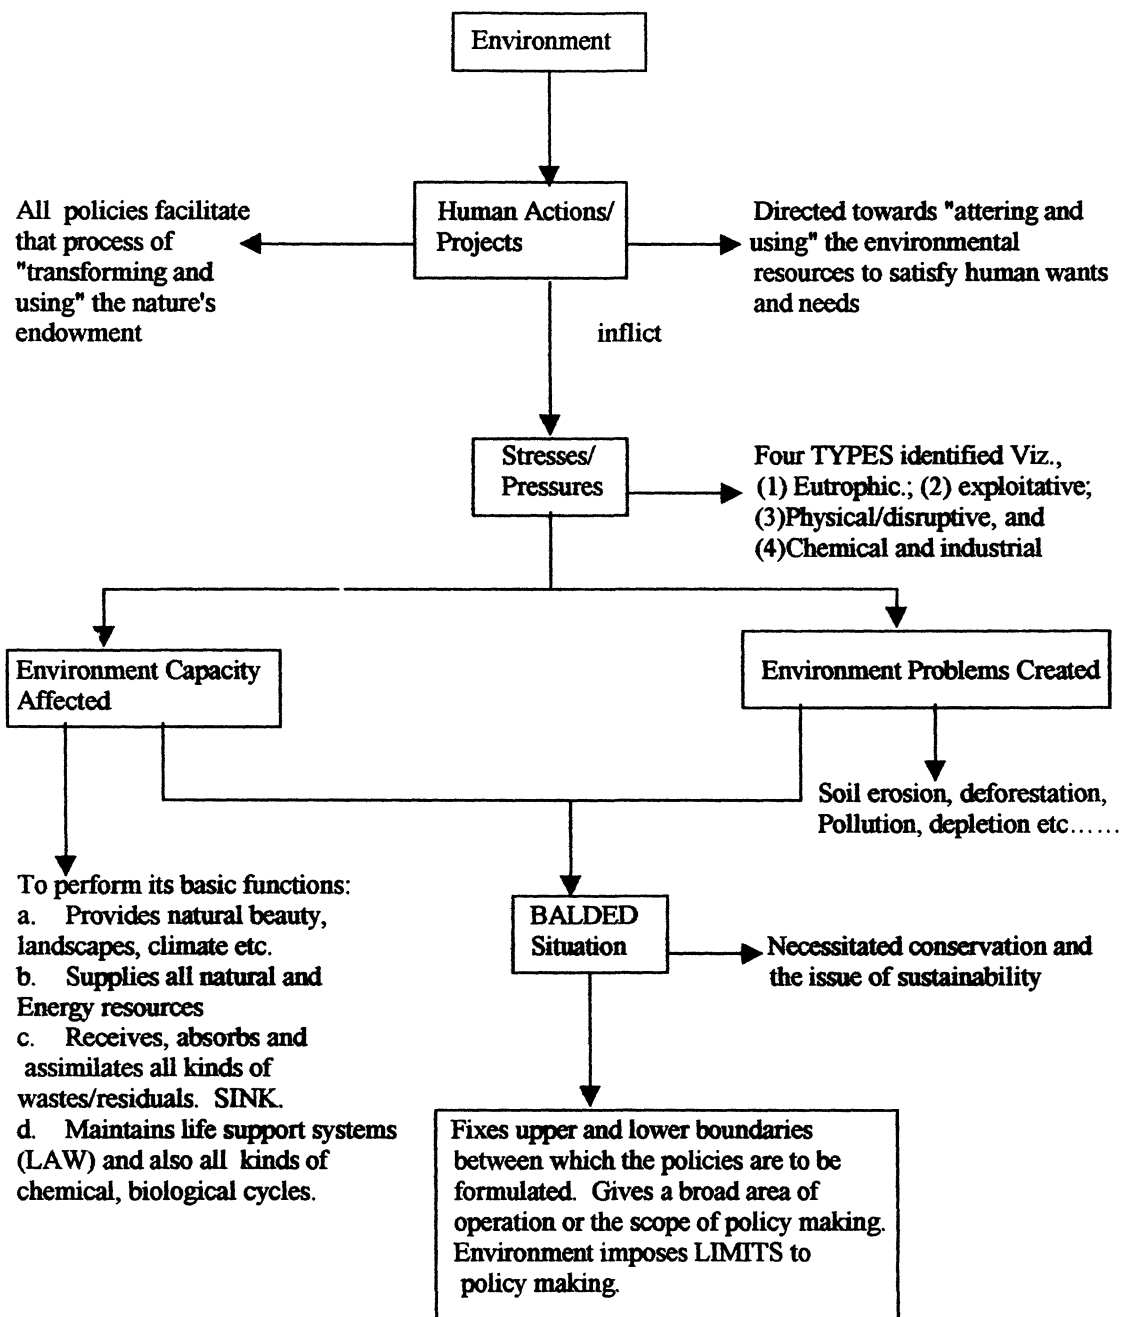 Environment
All policies facilitate
that process of
"transforming and
using" the nature's
endowment
Human Actions/
Projects
Directed towards "attering and
using" the environmental
resources to satisfy human wants
and needs
inflict
Stresses/
Pressures
Four TYPES identified Viz.,
(1) Eutrophic.; (2) exploitative;
(3)Physical/disruptive, and
(4)Chemical and industrial
Environment Capacity
Affected
Environment Problems Created
Soil erosion, deforestation,
Pollution, depletion etc......
To perform its basic functions:
a. Provides natural beauty,
landscapes, climate etc.
b. Supplies all natural and
Energy resources
c. Receives, absorbs and
assimilates all kinds of
wastes/residuals. SINK.
d. Maintains life support systems
(LAW) and also all kinds of
chemical, biological cycles.
BALDED
Situation
Necessitated conservation and
the issue of sustainability
Fixes upper and lower boundaries
between which the policies are to be
formulated. Gives a broad area of
operation or the scope of policy making.
Environment imposes LIMITS to
policy making.